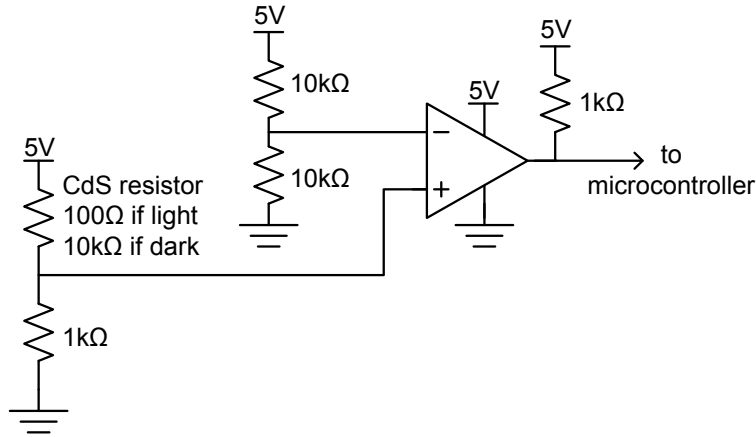 5V
10kΩ
10kΩ
5V
−
+
5V
1kΩ
to
microcontroller
5V
CdS resistor
100Ω if light
10kΩ if dark
1kΩ